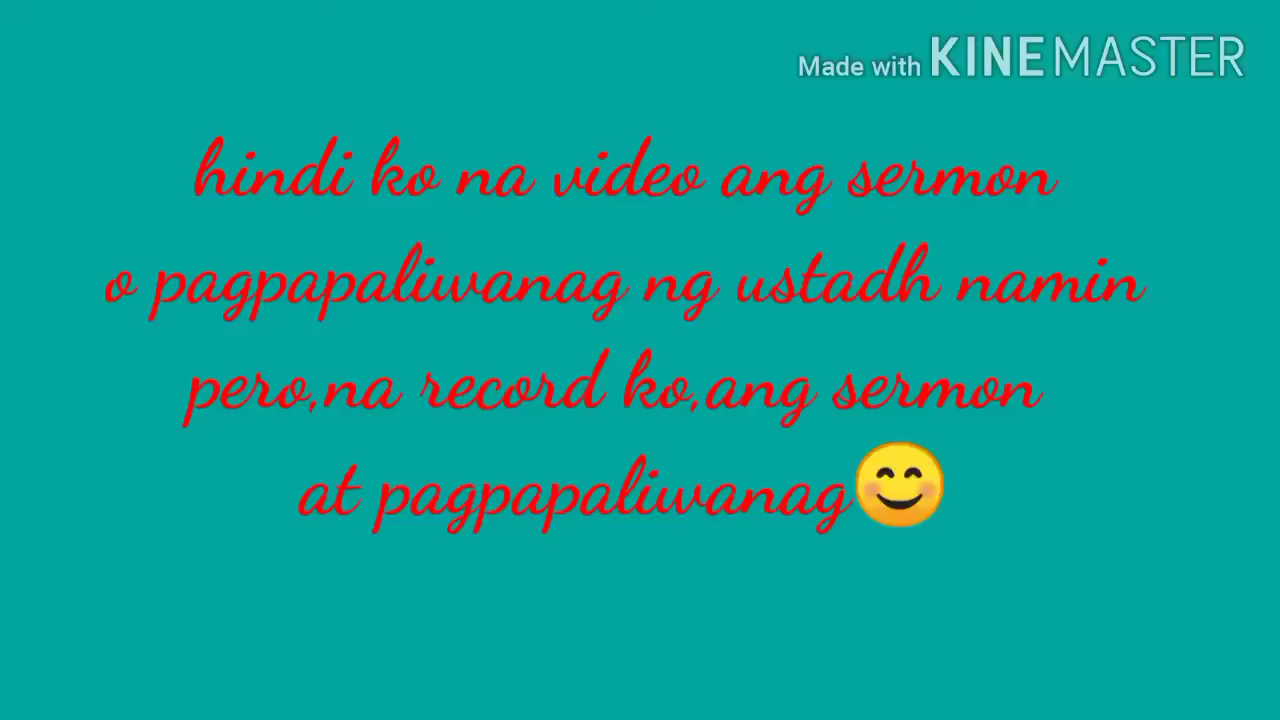 Made with KINEMASTER
hindi ko na video ang sermon
o pagpapaliwanag ng ustadh namin
pero,na record ko,ang sermon
at pagpapaliwanag😊